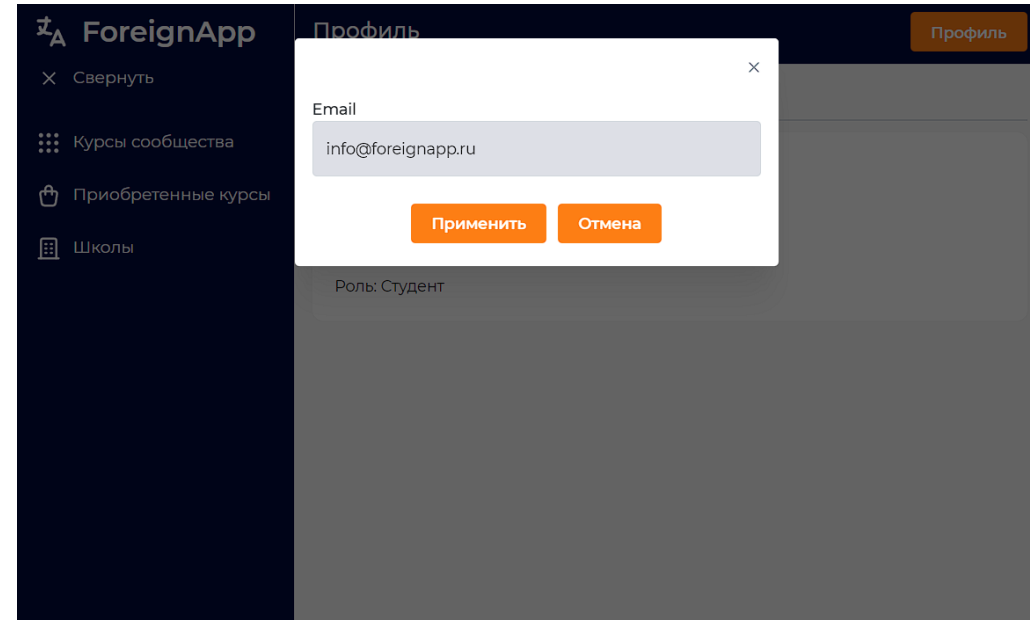 ForeignApp
Свернуть
Курсы сообщества
Приобретенные курсы
Школы
Профиль
Профиль
Email
info@foreignapp.ru
Применить
Отмена
Роль: Студент